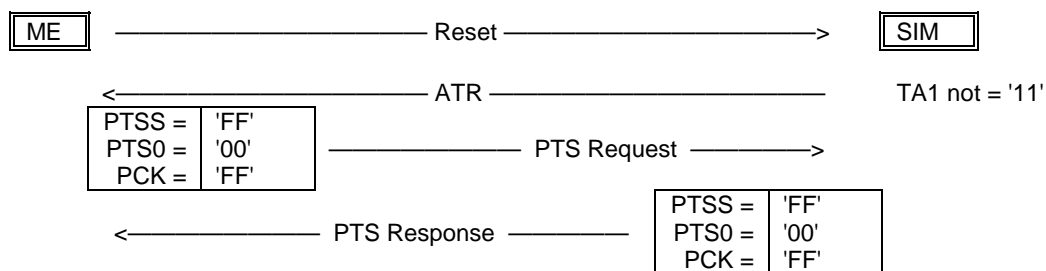 ME Reset SIM
ATR TA1 not = '11'
PTSS = 'FF'
PTS0 = '00' PTS Request
PCK = 'FF'
PTSS = 'FF'
PTS Response PTS0 = '00'
PCK = 'FF'